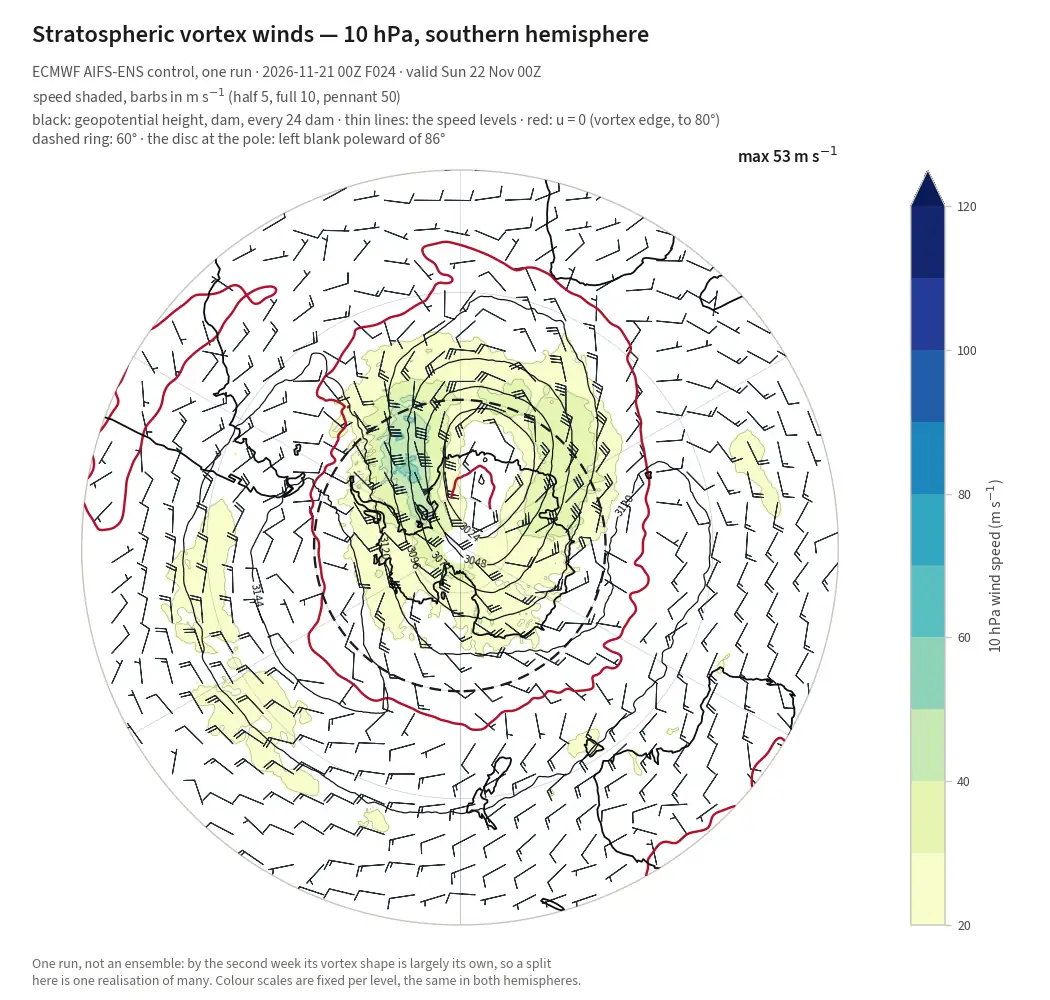 Stratospheric vortex winds — 10 hPa, southern hemisphere
ECMWF AIFS-ENS control, one run · 2026-11-21 00Z F024 · valid Sun 22 Nov 00Z
speed shaded, barbs in m s⁻¹ (half 5, full 10, pennant 50)
black: geopotential height, dam, every 24 dam · thin lines: the speed levels · red: u = 0 (vortex edge, to 80°)
dashed ring: 60° · the disc at the pole: left blank poleward of 86°
max 53 m s⁻¹
120
100
80
60
40
20
10 hPa wind speed (m s⁻¹)
3120
3024
3120
3096
3048
3144
One run, not an ensemble: by the second week its vortex shape is largely its own, so a split
here is one realisation of many. Colour scales are fixed per level, the same in both hemispheres.